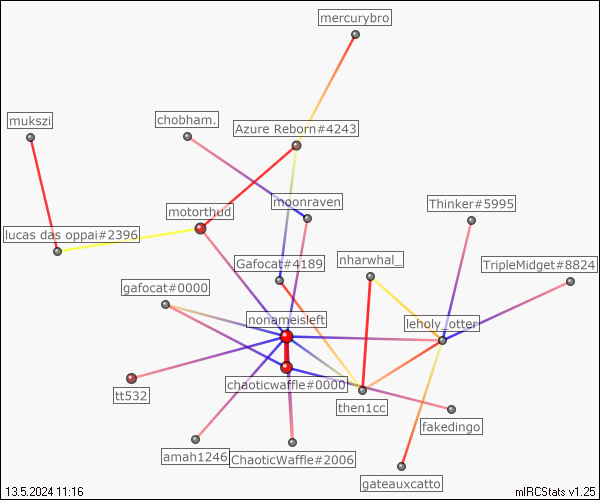 mercurybro
mukszi
chobham.
Azure Reborn#4243
motorthud
moonraven
Thinker#5995
lucas das oppai#2396
Gafocat#4189
nharwhal_
TripleMidget#8824
gafocat#0000
nonameisleft
leholy_otter
chaoticwaffle#0000
tt532
then1cc
fakedingo
amah1246
ChaoticWaffle#2006
gateauxcatto
13.5.2024 11:16
mIRCStats v1.25